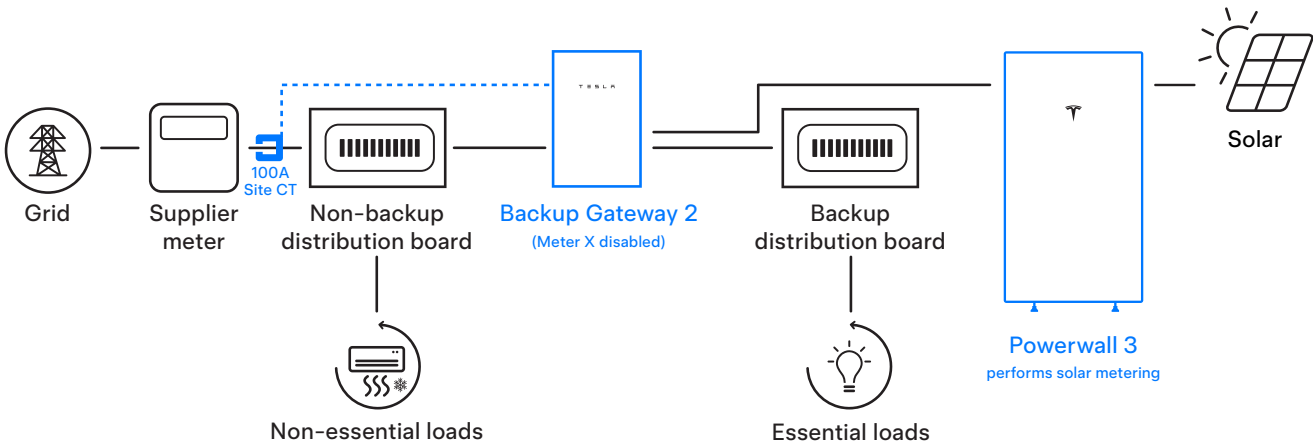 TESLA
Solar
100A
Site CT
Grid
Supplier
meter
Non-backup
distribution board
Backup Gateway 2
(Meter X disabled)
Backup
distribution board
Powerwall 3
performs solar metering
Non-essential loads
Essential loads